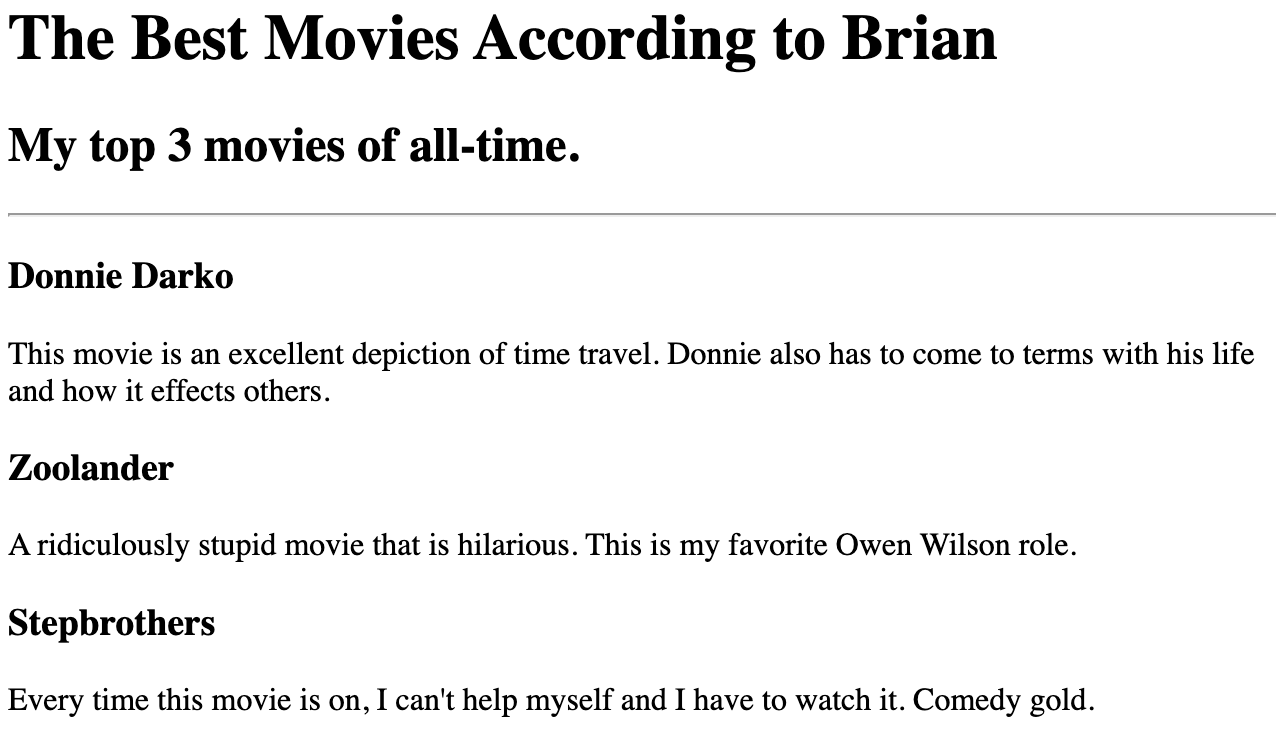 The Best Movies According to Brian
My top 3 movies of all-time.
Donnie Darko
This movie is an excellent depiction of time travel. Donnie also has to come to terms with his life
and how it effects others.
Zoolander
A ridiculously stupid movie that is hilarious. This is my favorite Owen Wilson role.
Stepbrothers
Every time this movie is on, I can't help myself and I have to watch it. Comedy gold.